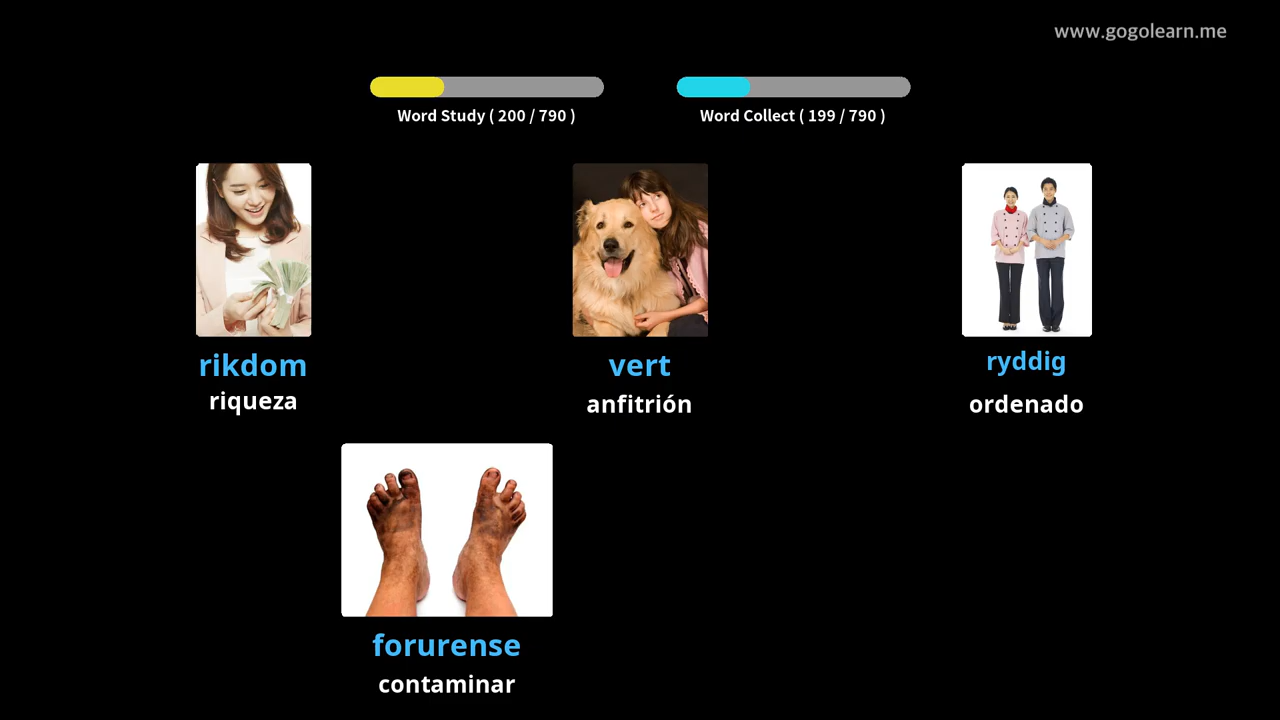 www.gogolearn.me
Word Study ( 200 / 790 )
Word Collect ( 199 / 790 )
rikdom
riqueza
vert
anfitrión
ryddig
ordenado
forurense
contaminar